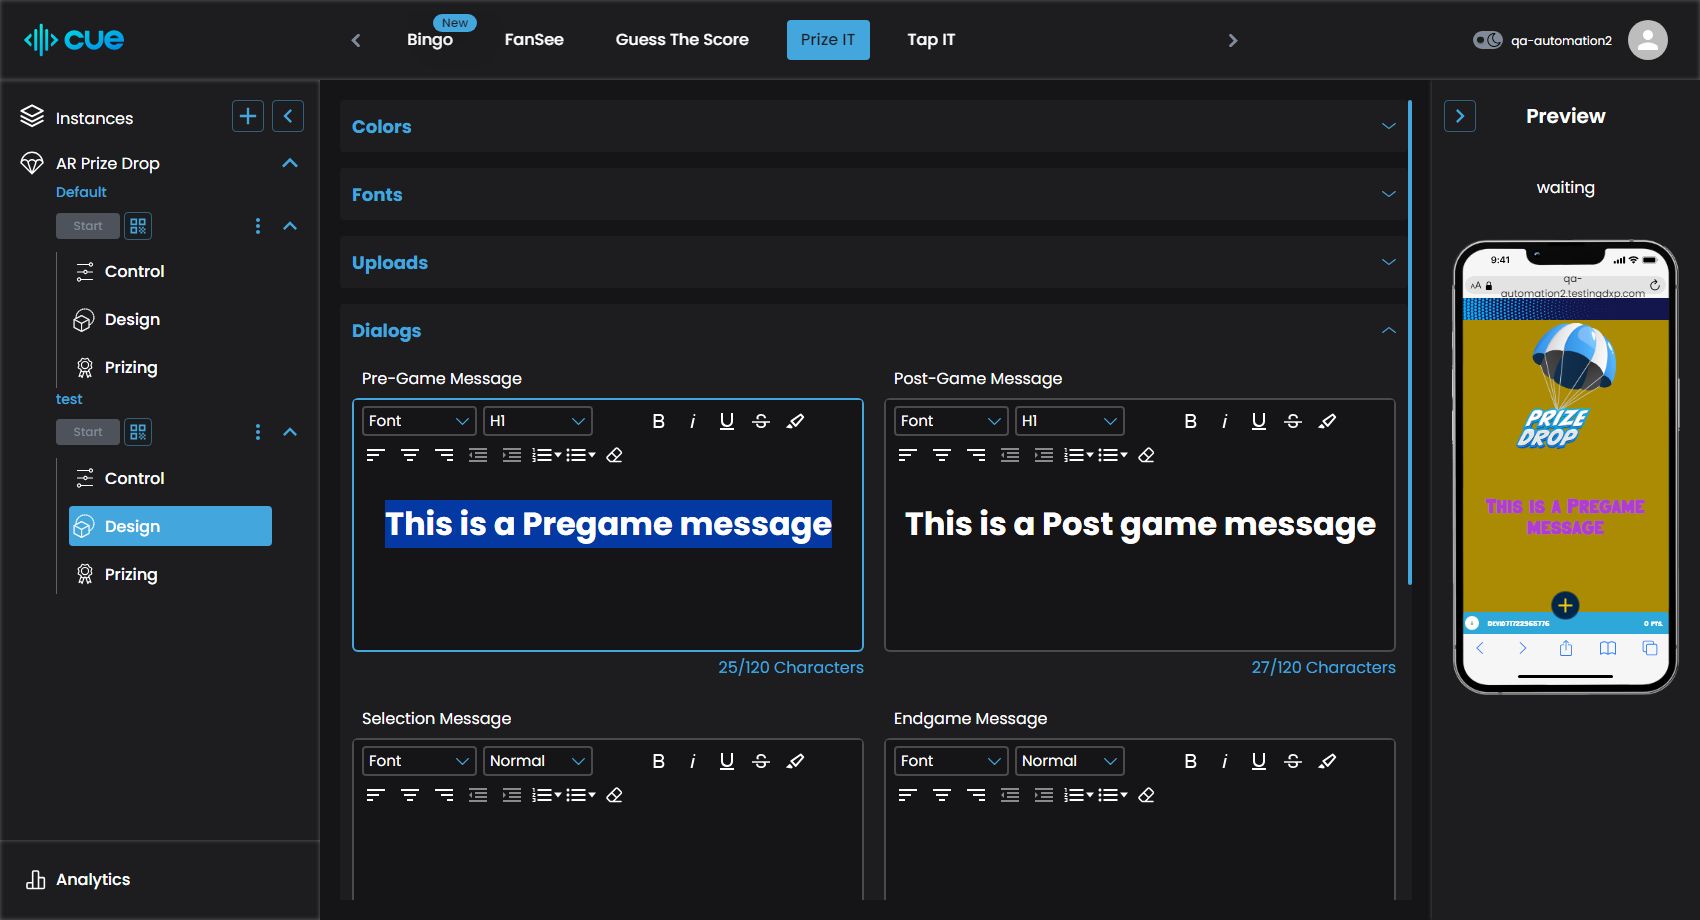 cue
New
Bingo
FanSee
Guess The Score
Prize IT
Tap IT
qa-automation2
Instances
AR Prize Drop
Default
Start
Control
Design
Prizing
test
Start
Control
Design
Prizing
Analytics
Colors
Fonts
Uploads
Dialogs
Pre-Game Message
Font
H1
B i U S
This is a Pregame message
25/120 Characters
Post-Game Message
Font
H1
B i U S
This is a Post game message
27/120 Characters
Selection Message
Font
Normal
B i U S
Endgame Message
Font
Normal
B i U S
Preview
waiting
9:41
AA
qa-
automation2.testingdxp.com
PRIZE
DROP
This is a Pregame
message
DEVIDT1722965776
0 PTS.